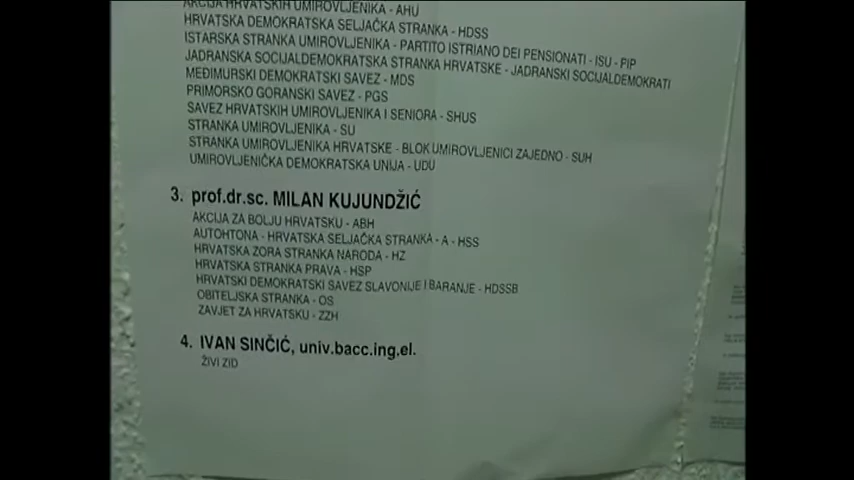 AKCIJA HRVATSKIH UMIROVLJENIKA - AHU
HRVATSKA DEMOKRATSKA SELJAČKA STRANKA - HDSS
ISTARSKA STRANKA UMIROVLJENIKA - PARTITO ISTRIANO DEI PENSIONATI - ISU - PIP
JADRANSKA SOCIJALDEMOKRATSKA STRANKA HRVATSKE - JADRANSKI SOCIJALDEMOKRATI
MEĐIMURSKI DEMOKRATSKI SAVEZ - MDS
PRIMORSKO GORANSKI SAVEZ - PGS
SAVEZ HRVATSKIH UMIROVLJENIKA I SENIORA - SHUS
STRANKA UMIROVLJENIKA - SU
STRANKA UMIROVLJENIKA HRVATSKE - BLOK UMIROVLJENICI ZAJEDNO - SUH
UMIROVLJENIČKA DEMOKRATSKA UNIJA - UDU
3. prof.dr.sc. MILAN KUJUNDŽIĆ
AKCIJA ZA BOLJU HRVATSKU - ABH
AUTOHTONA - HRVATSKA SELJAČKA STRANKA - A - HSS
HRVATSKA ZORA STRANKA NARODA - HZ
HRVATSKA STRANKA PRAVA - HSP
HRVATSKI DEMOKRATSKI SAVEZ SLAVONIJE I BARANJE - HDSSB
OBITELJSKA STRANKA - OS
ZAVJET ZA HRVATSKU - ZZH
4. IVAN SINČIĆ, univ.bacc.ing.el.
ŽIVI ZID